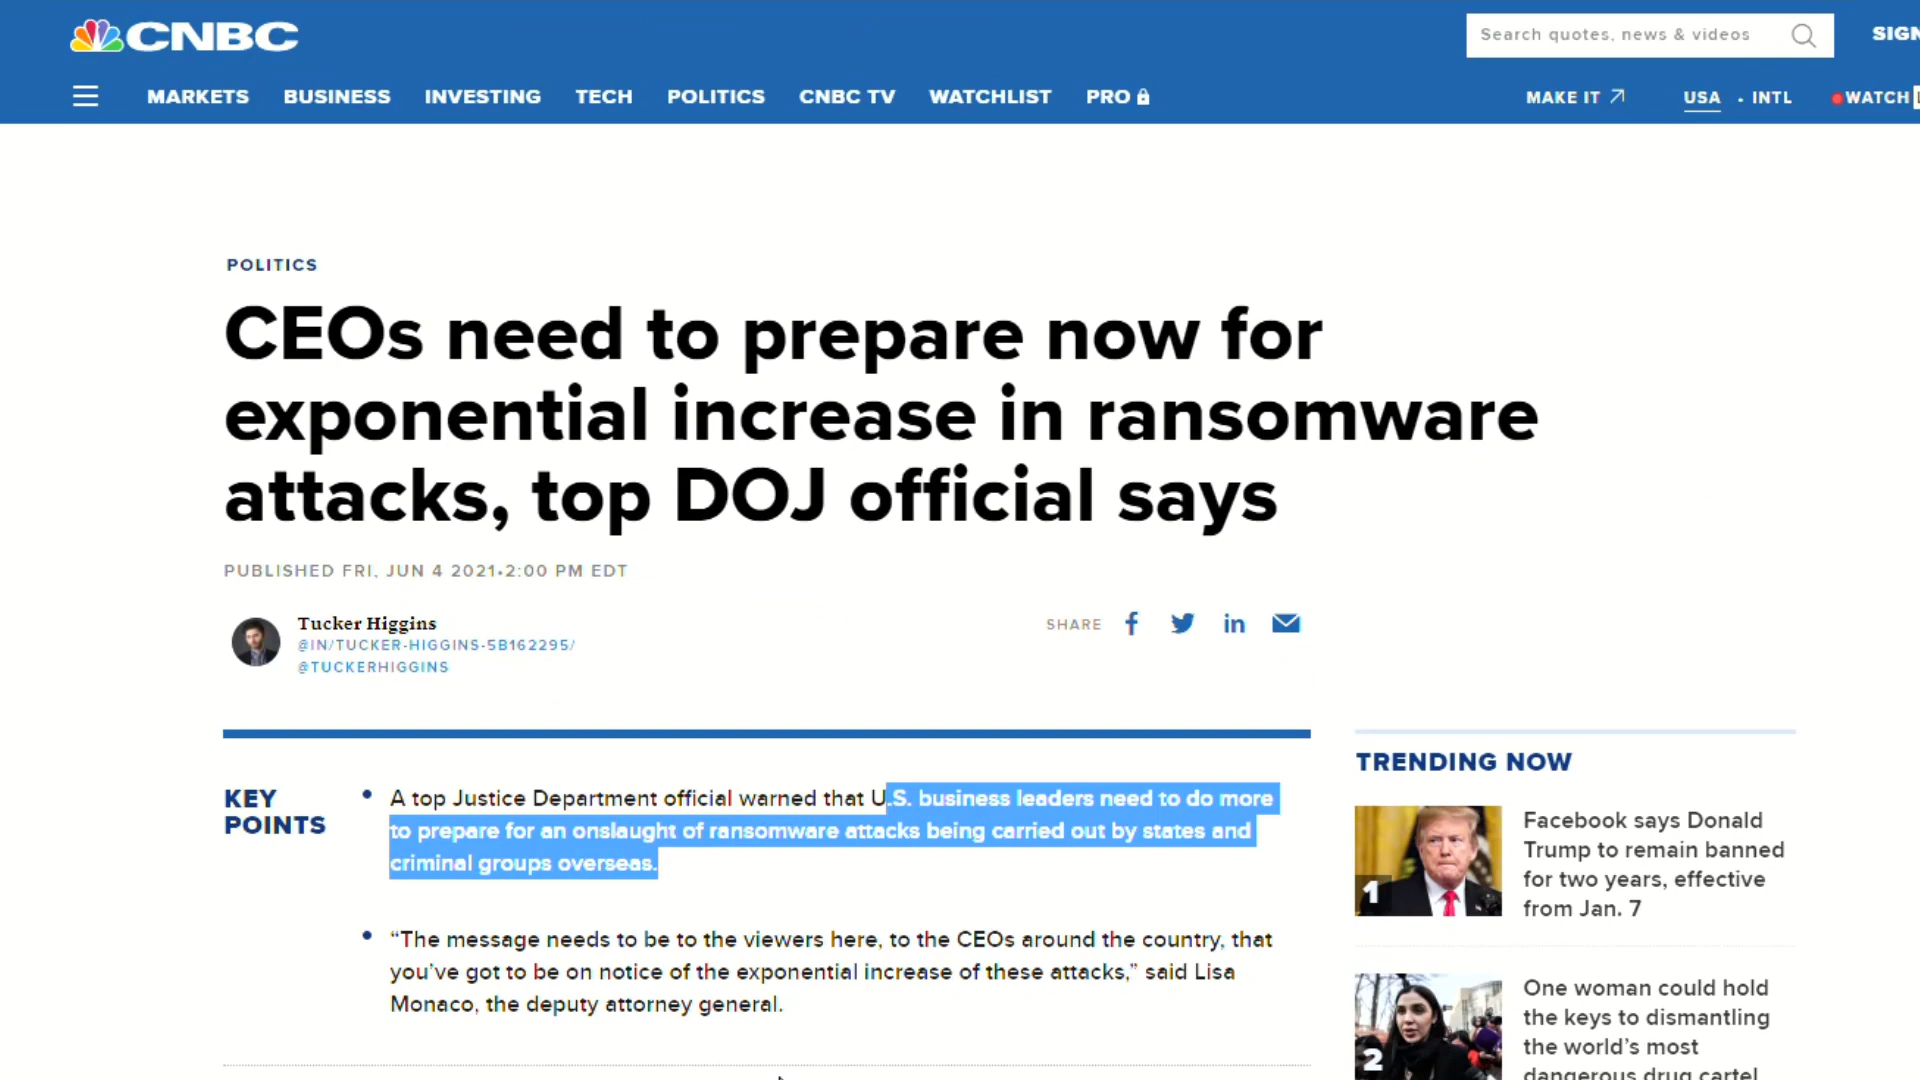 CNBC
Search quotes, news & videos
SIGN
MARKETS BUSINESS INVESTING TECH POLITICS CNBC TV WATCHLIST PRO
MAKE IT USA • INTL WATCH
POLITICS
CEOs need to prepare now for
exponential increase in ransomware
attacks, top DOJ official says
PUBLISHED FRI, JUN 4 2021•2:00 PM EDT
Tucker Higgins
@IN/TUCKER-HIGGINS-5B162295/
@TUCKERHIGGINS
SHARE
KEY
POINTS
• A top Justice Department official warned that U.S. business leaders need to do more
to prepare for an onslaught of ransomware attacks being carried out by states and
criminal groups overseas.
• “The message needs to be to the viewers here, to the CEOs around the country, that
you’ve got to be on notice of the exponential increase of these attacks,” said Lisa
Monaco, the deputy attorney general.
TRENDING NOW
1
Facebook says Donald
Trump to remain banned
for two years, effective
from Jan. 7
2
One woman could hold
the keys to dismantling
the world’s most
dangerous drug cartel